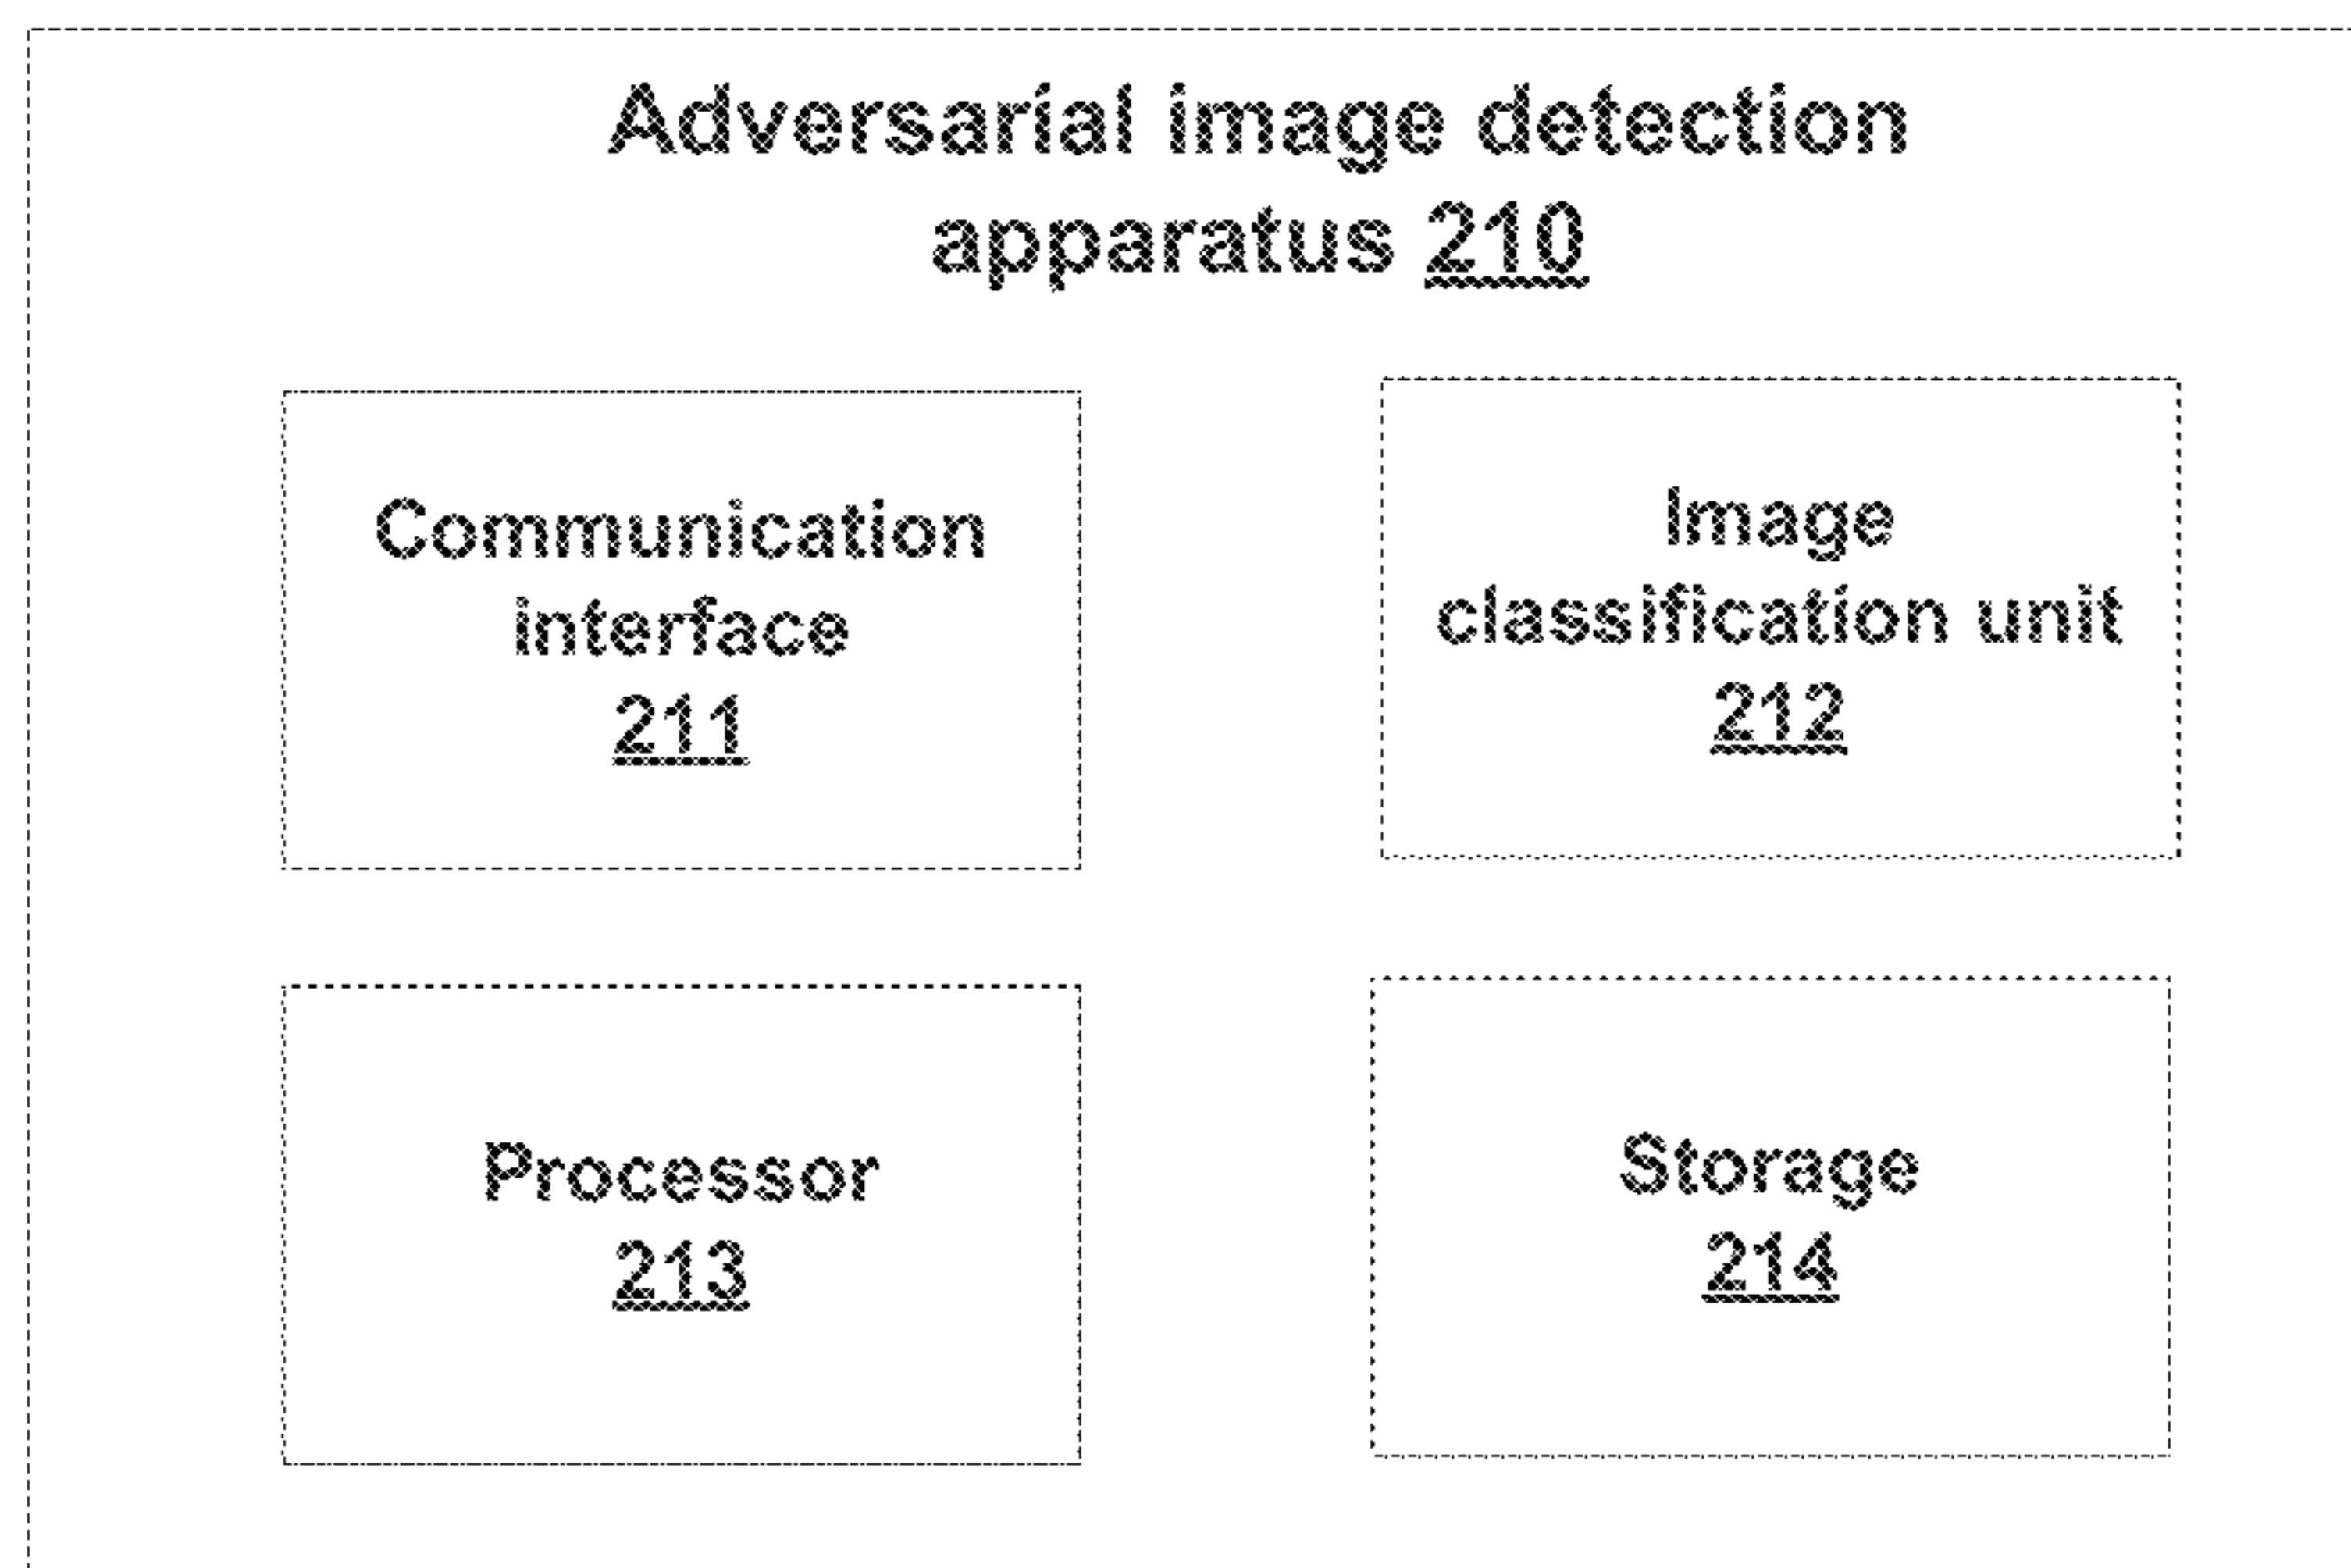 Adversarial image detection
apparatus 210
Communication
interface
211
Image
classification unit
212
Processor
213
Storage
214